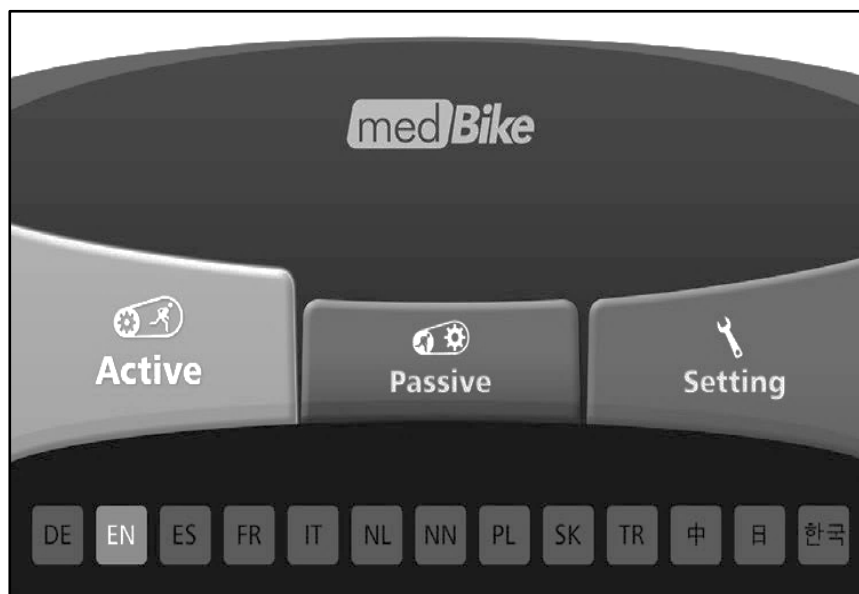 medBike
Active
Passive
Setting
DE EN ES FR IT NL NN PL SK TR 中 日 한국